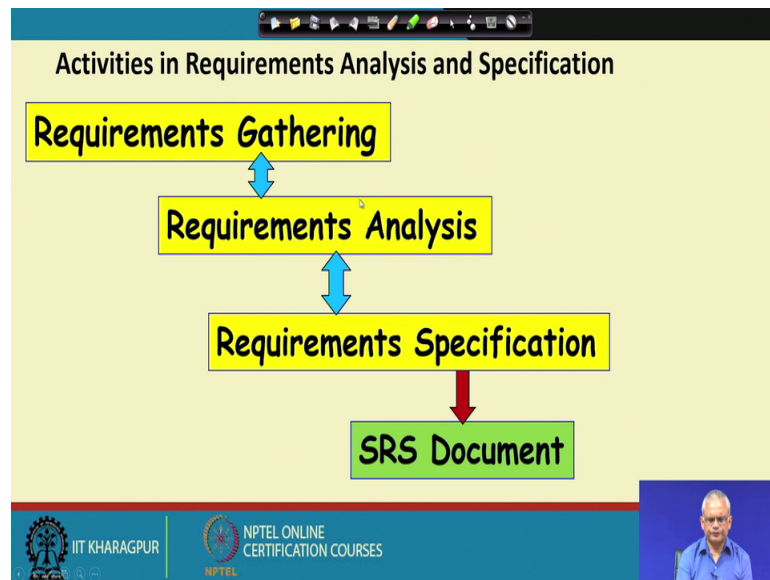 Activities in Requirements Analysis and Specification
Requirements Gathering
Requirements Analysis
Requirements Specification
SRS Document
IIT KHARAGPUR
NPTEL ONLINE
CERTIFICATION COURSES
NPTEL